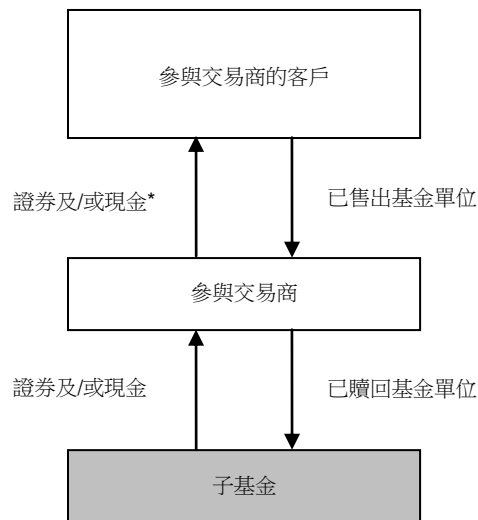 參與交易商的客戶
證券及/或現金*
已售出基金單位
參與交易商
證券及/或現金
已贖回基金單位
子基金